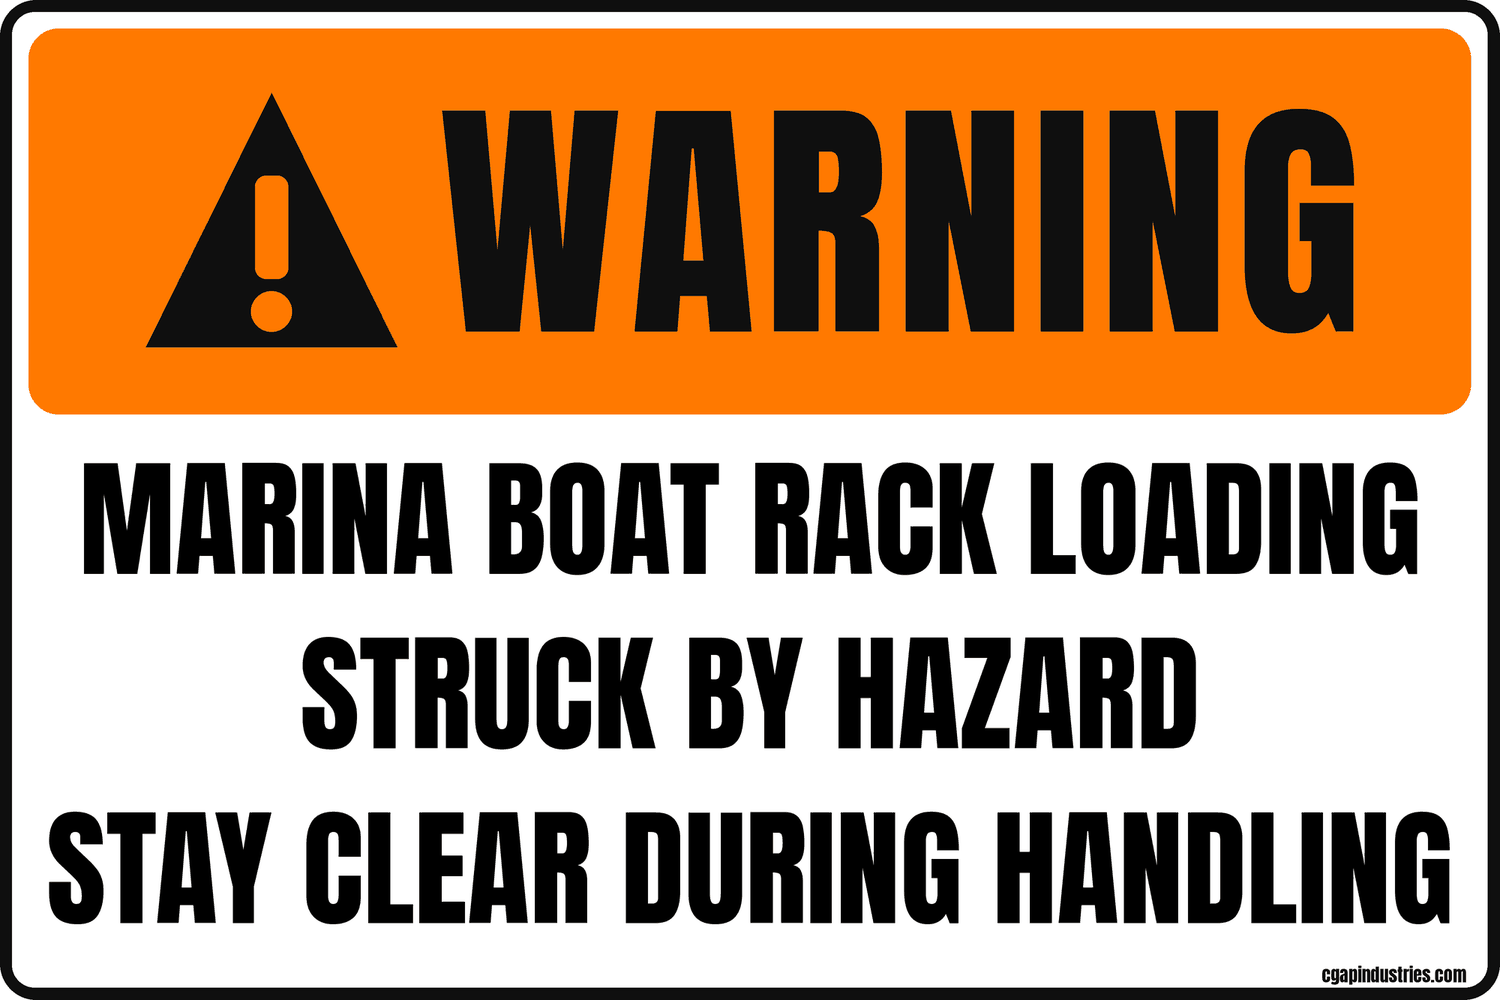 WARNING
MARINA BOAT RACK LOADING
STRUCK BY HAZARD
STAY CLEAR DURING HANDLING
cgapindustries.com